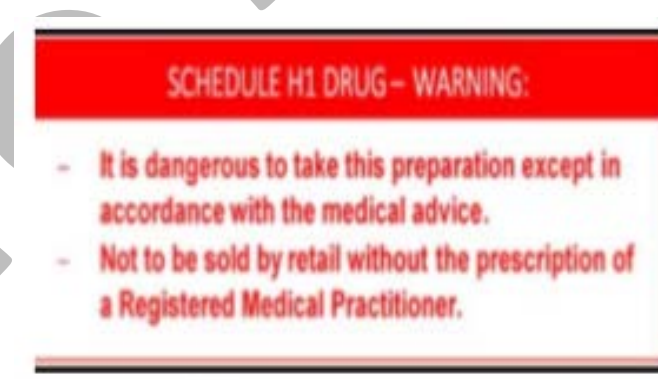 SCHEDULE H1 DRUG – WARNING:
– It is dangerous to take this preparation except in
accordance with the medical advice.
– Not to be sold by retail without the prescription of
a Registered Medical Practitioner.